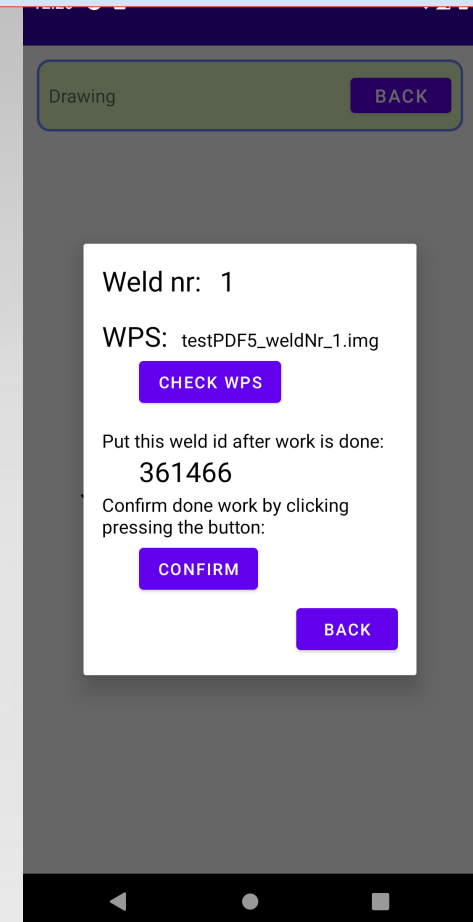 Drawing BACK
Weld nr: 1
WPS: testPDF5_weldNr_1.img
CHECK WPS
Put this weld id after work is done:
361466
Confirm done work by clicking
pressing the button:
CONFIRM
BACK